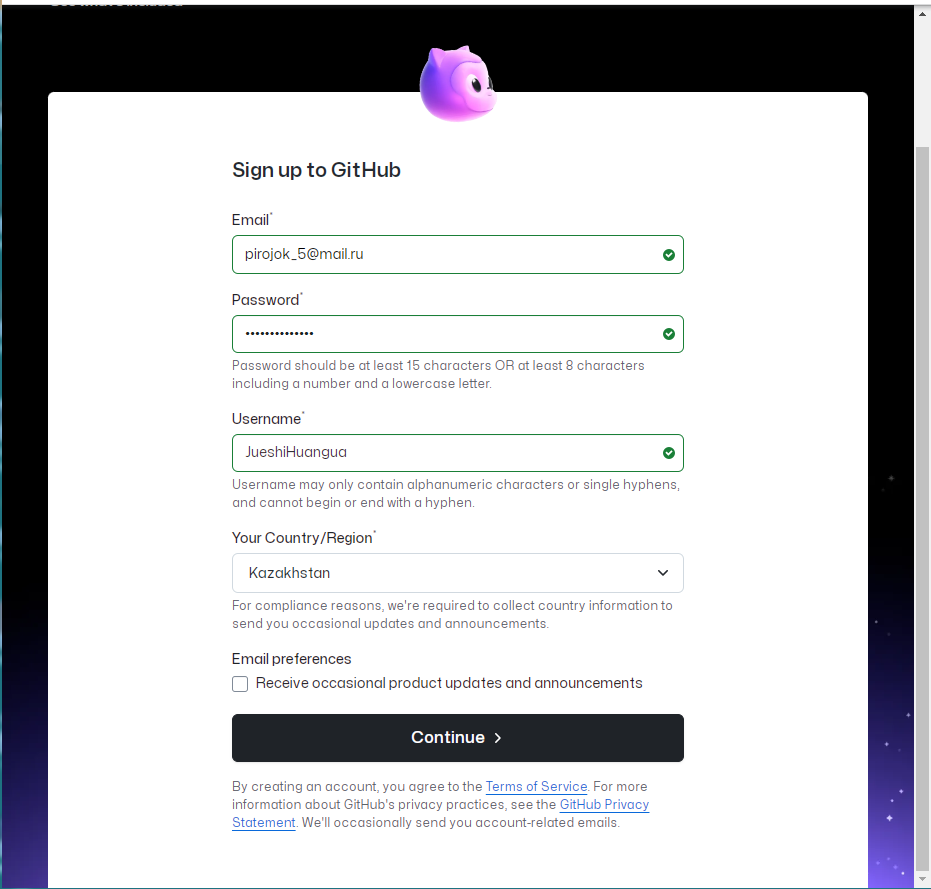 Sign up to GitHub
Email*
pirojok_5@mail.ru
Password*
••••••••••••••
Password should be at least 15 characters OR at least 8 characters
including a number and a lowercase letter.
Username*
JueshiHuangua
Username may only contain alphanumeric characters or single hyphens,
and cannot begin or end with a hyphen.
Your Country/Region*
Kazakhstan
For compliance reasons, we're required to collect country information to
send you occasional updates and announcements.
Email preferences
Receive occasional product updates and announcements
Continue
By creating an account, you agree to the Terms of Service. For more
information about GitHub's privacy practices, see the GitHub Privacy
Statement. We'll occasionally send you account-related emails.